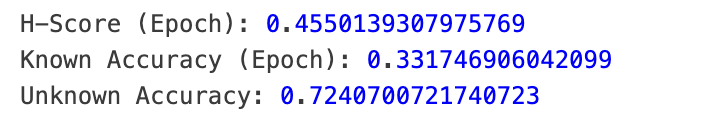 H-Score (Epoch): 0.4550139307975769
Known Accuracy (Epoch): 0.331746906042099
Unknown Accuracy: 0.7240700721740723